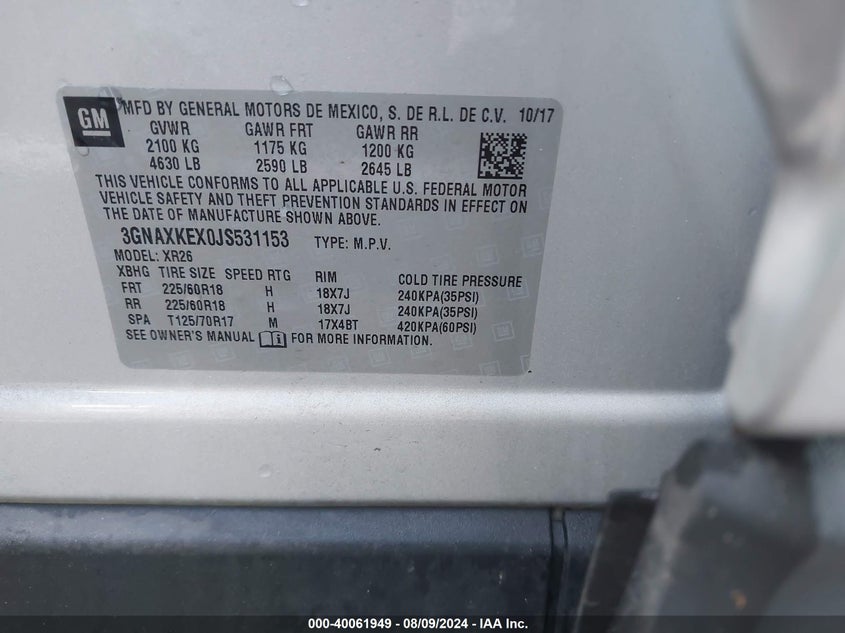 GM
MFD BY GENERAL MOTORS DE MEXICO, S. DE R.L. DE C.V. 10/17
GVWR GAWR FRT GAWR RR
2100 KG 1175 KG 1200 KG
4630 LB 2590 LB 2645 LB
THIS VEHICLE CONFORMS TO ALL APPLICABLE U.S. FEDERAL MOTOR
VEHICLE SAFETY AND THEFT PREVENTION STANDARDS IN EFFECT ON
THE DATE OF MANUFACTURE SHOWN ABOVE.
3GNAXKEX0JS531153 TYPE: M.P.V.
MODEL: XR26
XBHG TIRE SIZE SPEED RTG RIM COLD TIRE PRESSURE
FRT 225/60R18 H 18X7J 240KPA(35PSI)
RR 225/60R18 H 18X7J 240KPA(35PSI)
SPA T125/70R17 M 17X4BT 420KPA(60PSI)
SEE OWNER'S MANUAL FOR MORE INFORMATION.
000-40061949 - 08/09/2024 - IAA Inc.